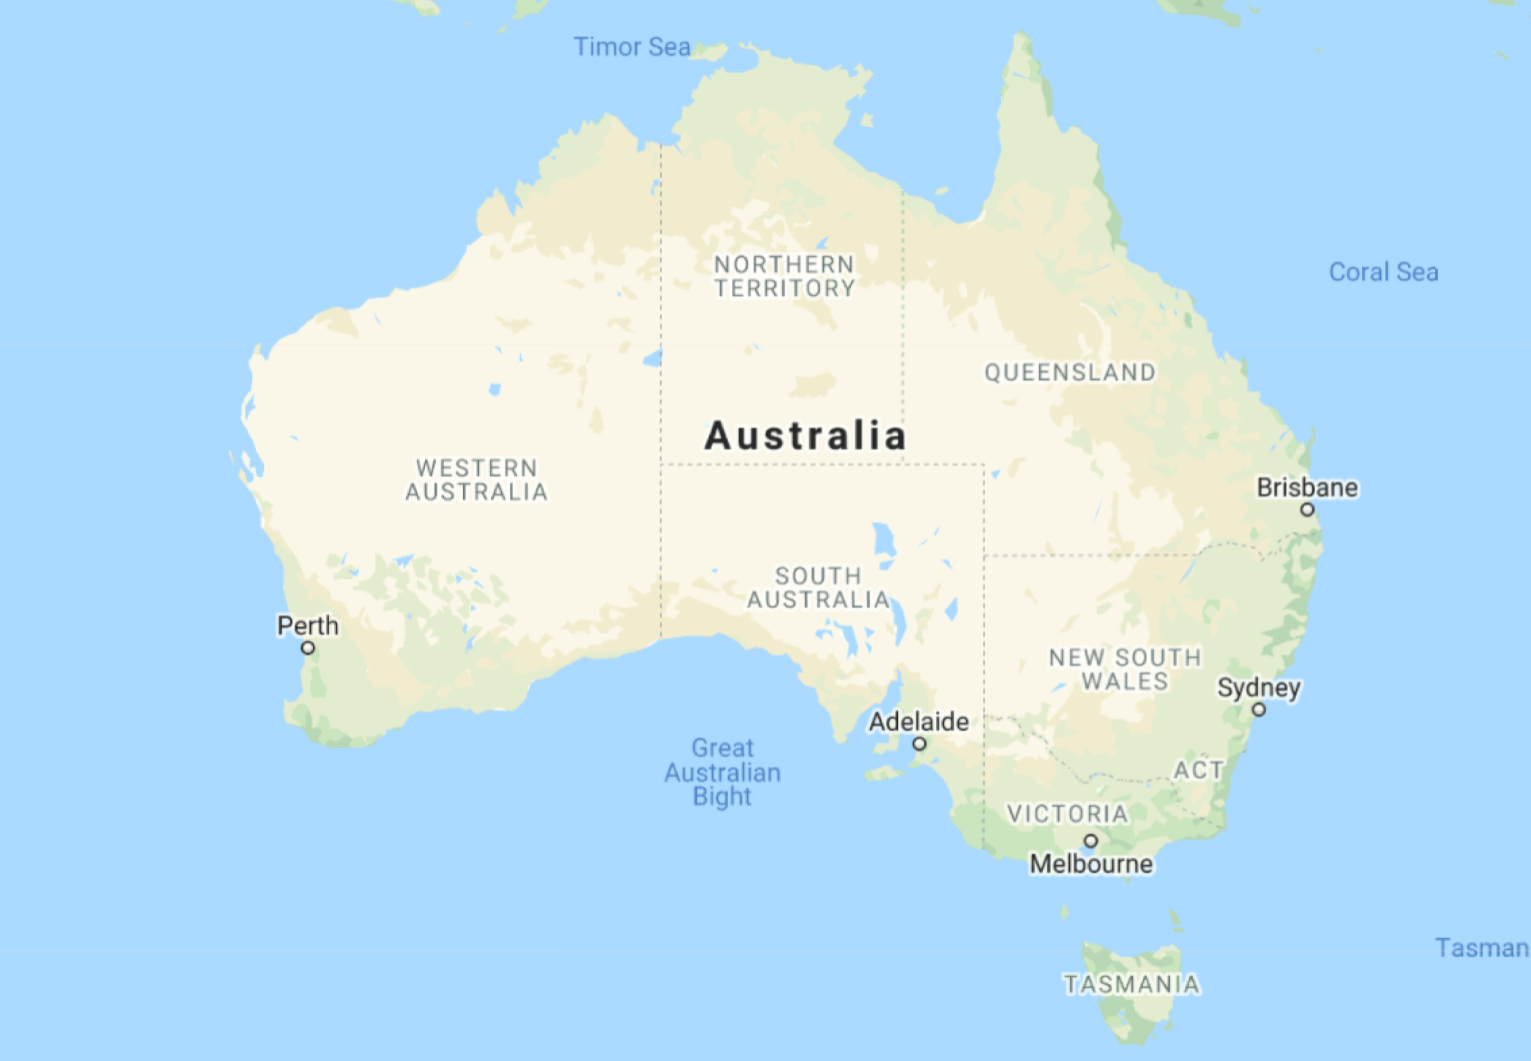 Timor Sea
NORTHERN
TERRITORY
Coral Sea
QUEENSLAND
Australia
WESTERN
AUSTRALIA
Brisbane
SOUTH
AUSTRALIA
Perth
NEW SOUTH
WALES
Sydney
Adelaide
Great
Australian
Bight
ACT
VICTORIA
Melbourne
Tasman
TASMANIA